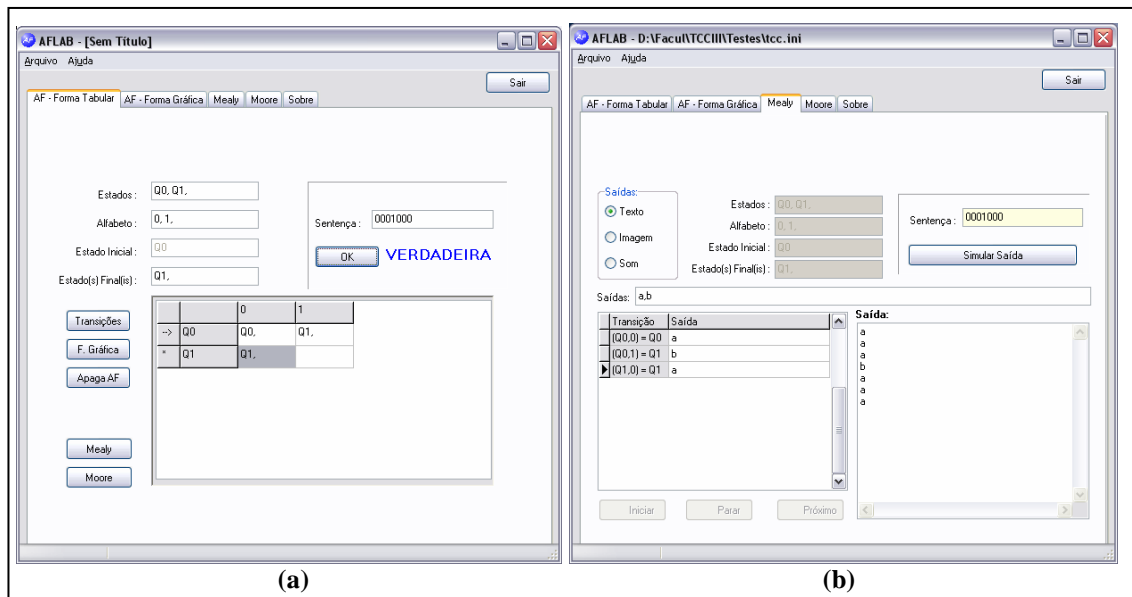 AFLAB - [Sem Título]
Arquivo Ajuda
Sair
AF - Forma Tabular AF - Forma Gráfica Mealy Moore Sobre
Estados : Q0, Q1,
Alfabeto : 0, 1,
Estado Inicial : Q0
Estado(s) Final(is) : Q1,
Sentença : 0001000
OK VERDADEIRA
Transições
F. Gráfica
Apaga AF
Mealy
Moore
0 1
--> Q0 Q0, Q1,
* Q1 Q1,
(a)
AFLAB - D:\Facul\TCCIII\Testes\tcc.ini
Arquivo Ajuda
Sair
AF - Forma Tabular AF - Forma Gráfica Mealy Moore Sobre
Saídas:
Texto
Imagem
Som
Estados : Q0, Q1,
Alfabeto : 0, 1,
Estado Inicial : Q0
Estado(s) Final(is) : Q1,
Sentença : 0001000
Simular Saída
Saídas: a,b
Transição Saída
(Q0,0) = Q0 a
(Q0,1) = Q1 b
(Q1,0) = Q1 a
Saída:
a
a
a
b
a
a
a
Iniciar Parar Próximo
(b)